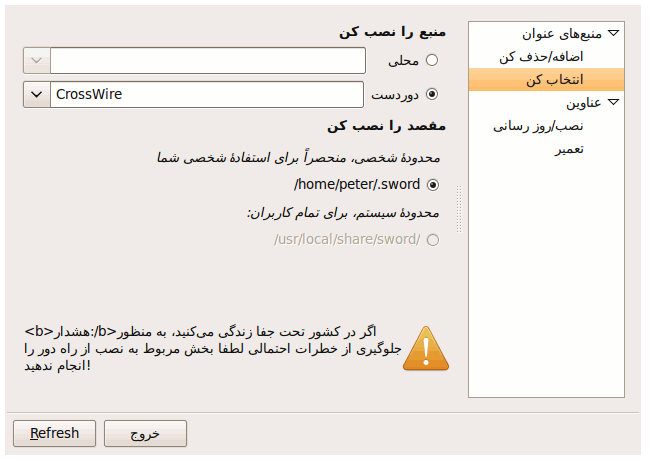 منبع‌های عنوان
اضافه/حذف کن
انتخاب کن
عناوین
نصب/روز رسانی
تعمیر
منبع را نصب کن
محلی
دوردست
CrossWire
مقصد را نصب کن
محدودهٔ شخصی، منحصراً برای استفادهٔ شخصی شما
/home/peter/.sword
محدودهٔ سیستم، برای تمام کاربران:
/usr/local/share/sword/
<b>هشدار:/b>اگر در کشور تحت جفا زندگی می‌کنید، به منظور
جلوگیری از خطرات احتمالی لطفا بخش مربوط به نصب از راه دور را
انجام ندهید!
خروج
Refresh